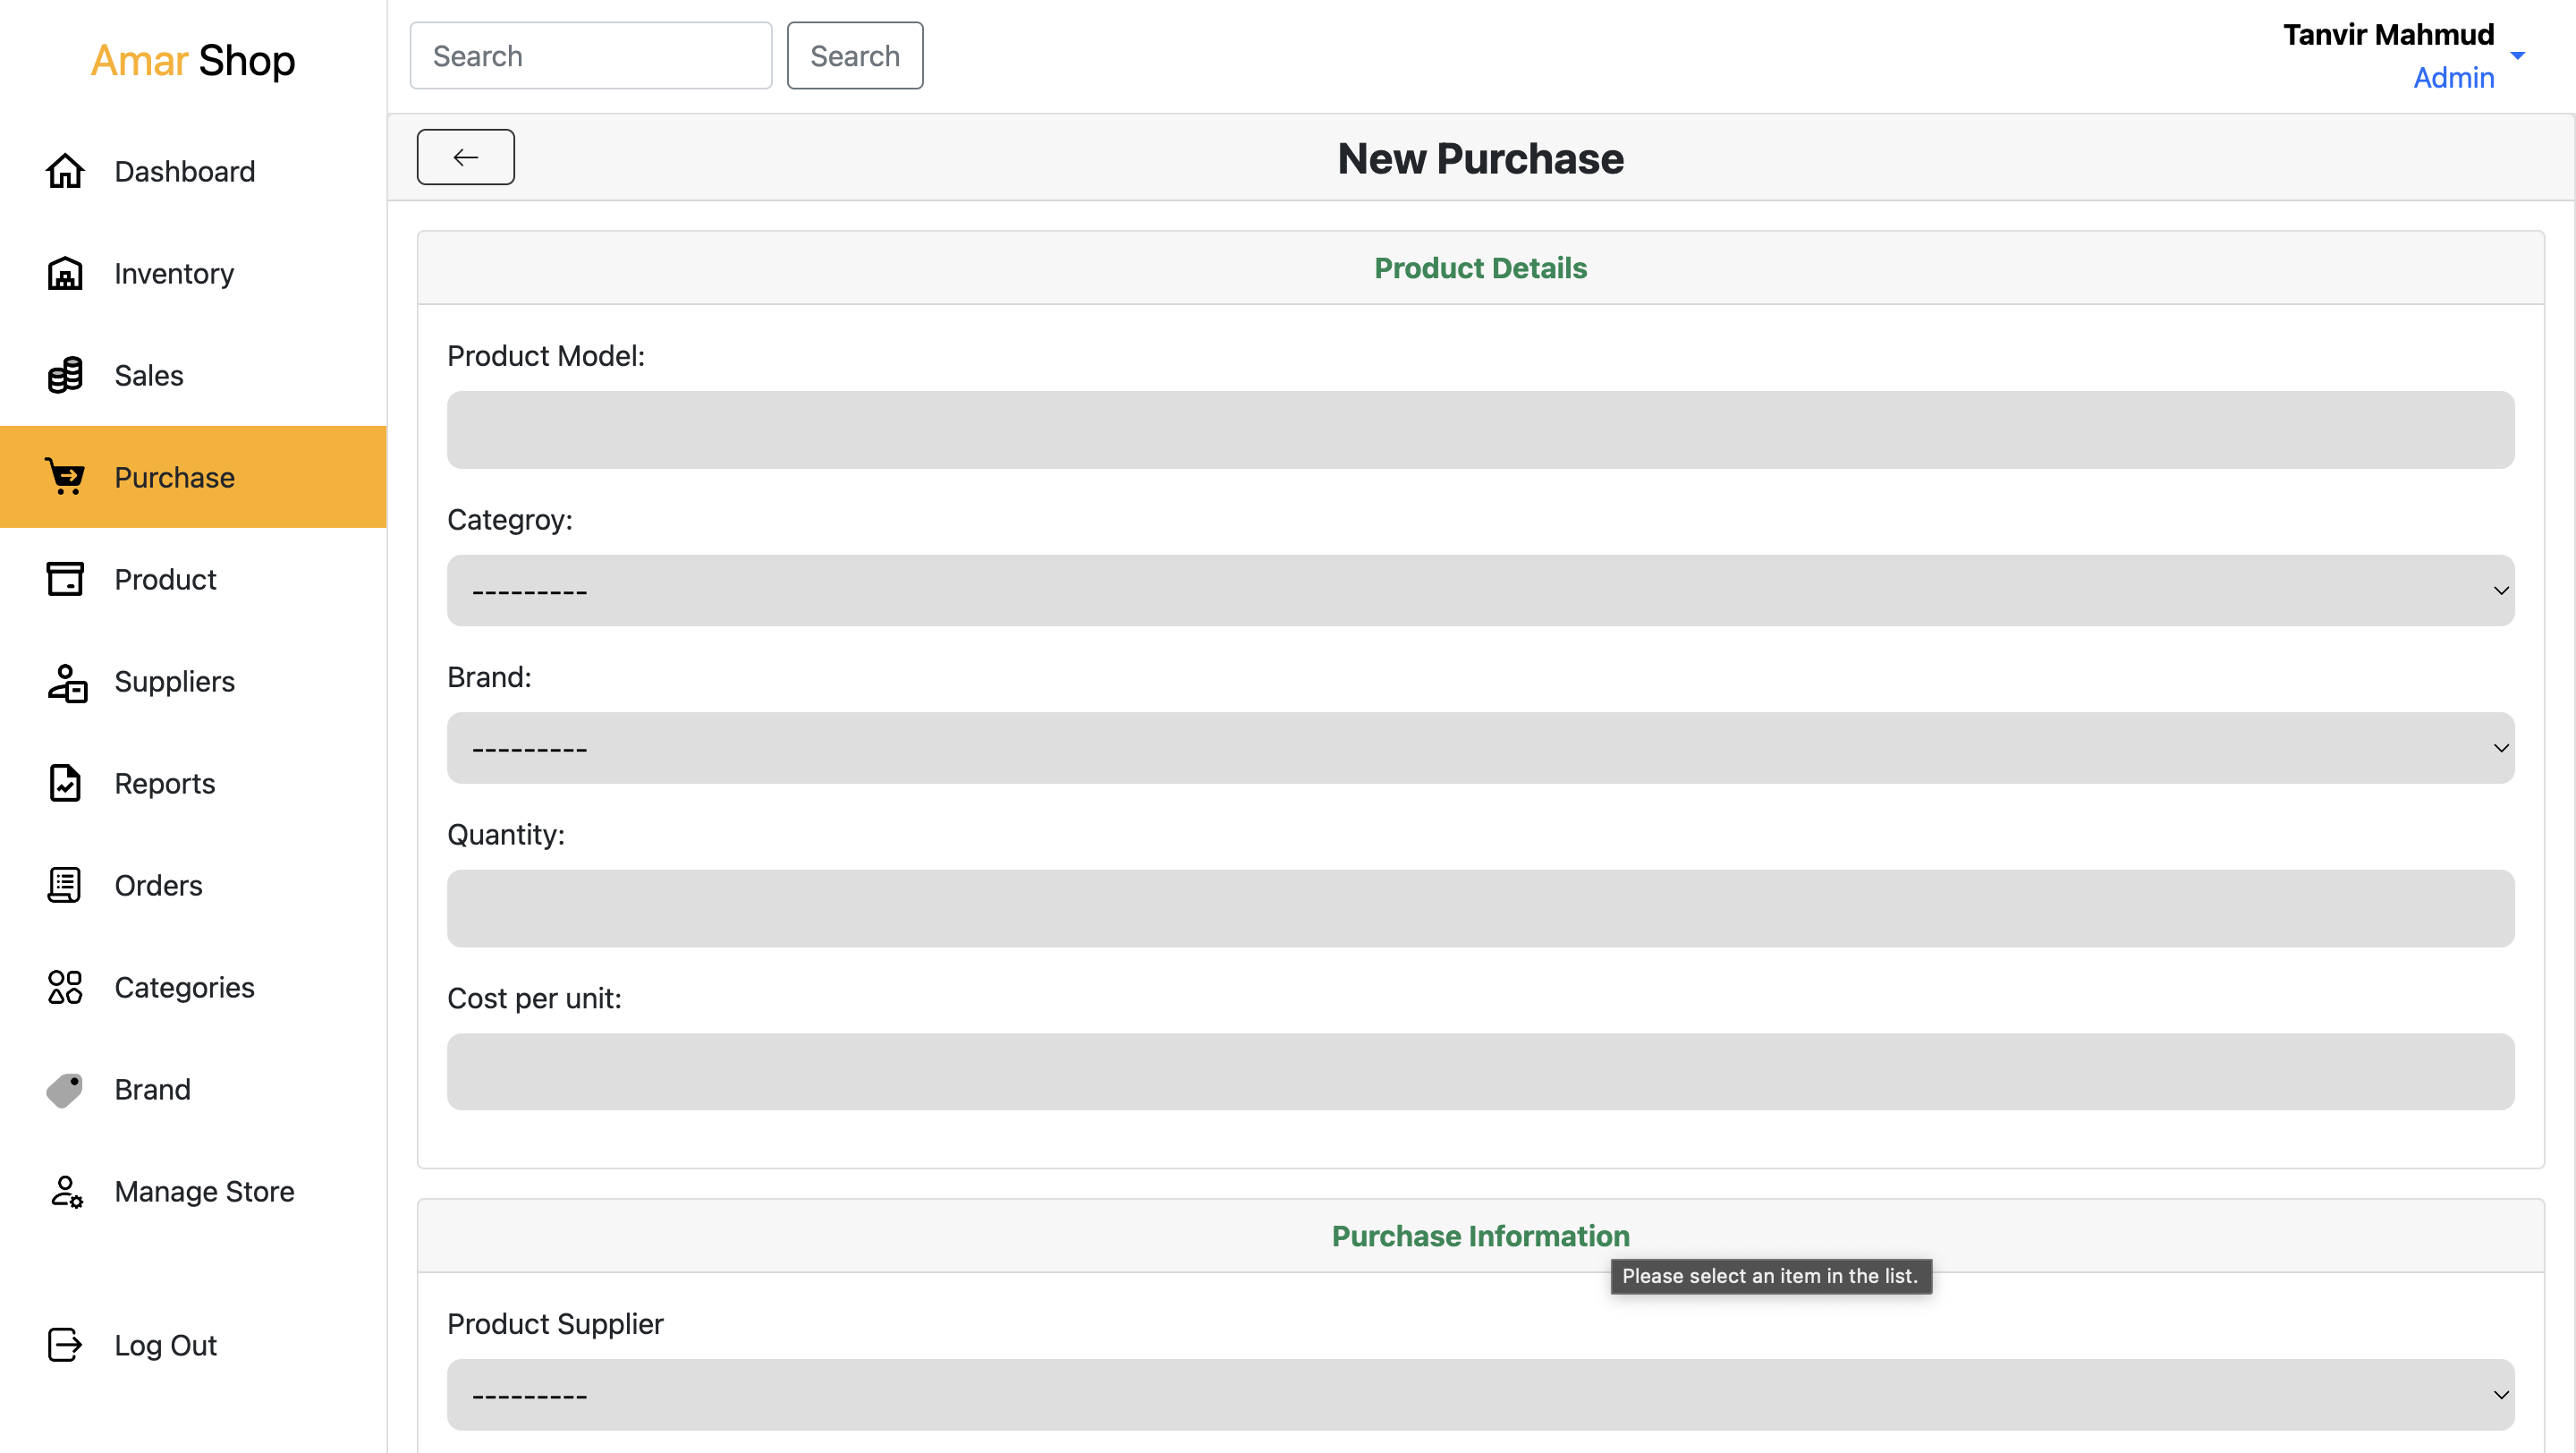 Amar Shop
Search
Search
Tanvir Mahmud
Admin
Dashboard
Inventory
Sales
Purchase
Product
Suppliers
Reports
Orders
Categories
Brand
Manage Store
Log Out
New Purchase
Product Details
Product Model:
Categroy:
---------
Brand:
---------
Quantity:
Cost per unit:
Purchase Information
Please select an item in the list.
Product Supplier
---------